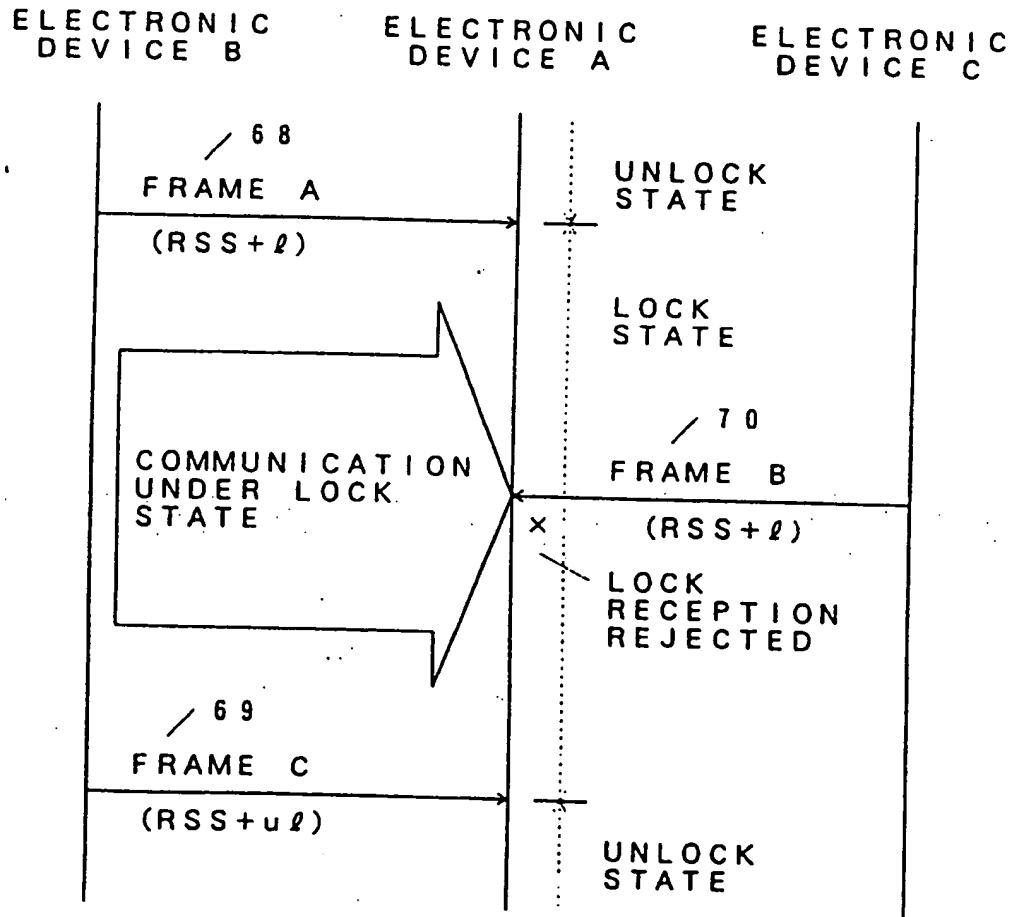 ELECTRONIC
DEVICE B
ELECTRONIC
DEVICE A
ELECTRONIC
DEVICE C
68
FRAME A
(RSS+ℓ)
UNLOCK
STATE
LOCK
STATE
70
FRAME B
(RSS+ℓ)
COMMUNICATION
UNDER LOCK
STATE
×
LOCK
RECEPTION
REJECTED
69
FRAME C
(RSS+uℓ)
UNLOCK
STATE